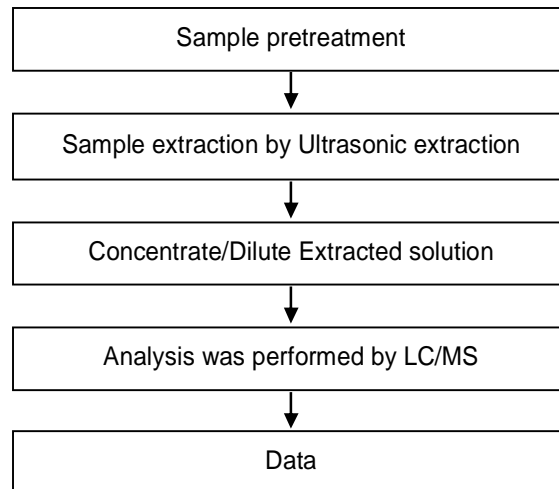 Sample pretreatment
Sample extraction by Ultrasonic extraction
Concentrate/Dilute Extracted solution
Analysis was performed by LC/MS
Data